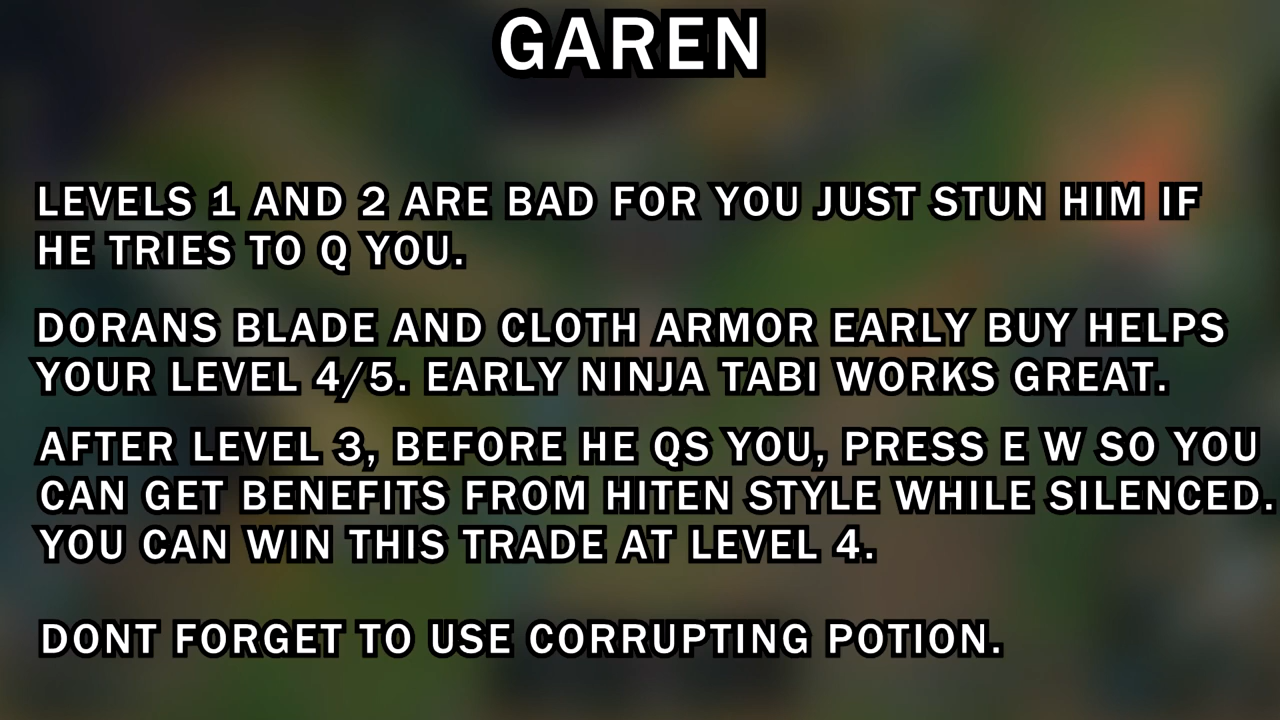 GAREN
LEVELS 1 AND 2 ARE BAD FOR YOU JUST STUN HIM IF
HE TRIES TO Q YOU.
DORANS BLADE AND CLOTH ARMOR EARLY BUY HELPS
YOUR LEVEL 4/5. EARLY NINJA TABI WORKS GREAT.
AFTER LEVEL 3, BEFORE HE QS YOU, PRESS E W SO YOU
CAN GET BENEFITS FROM HITEN STYLE WHILE SILENCED.
YOU CAN WIN THIS TRADE AT LEVEL 4.
DONT FORGET TO USE CORRUPTING POTION.